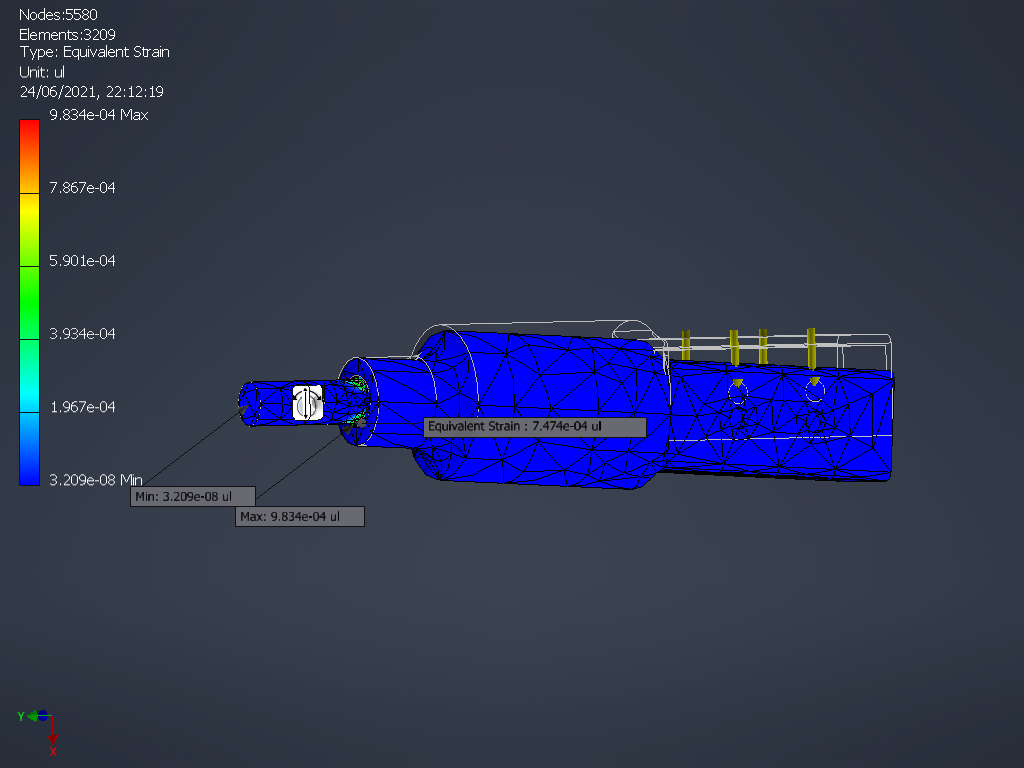 Nodes:5580
Elements:3209
Type: Equivalent Strain
Unit: ul
24/06/2021, 22:12:19
9.834e-04 Max
7.867e-04
5.901e-04
3.934e-04
1.967e-04
3.209e-08 Min
Equivalent Strain : 7.474e-04 ul
Min: 3.209e-08 ul
Max: 9.834e-04 ul
Y
X